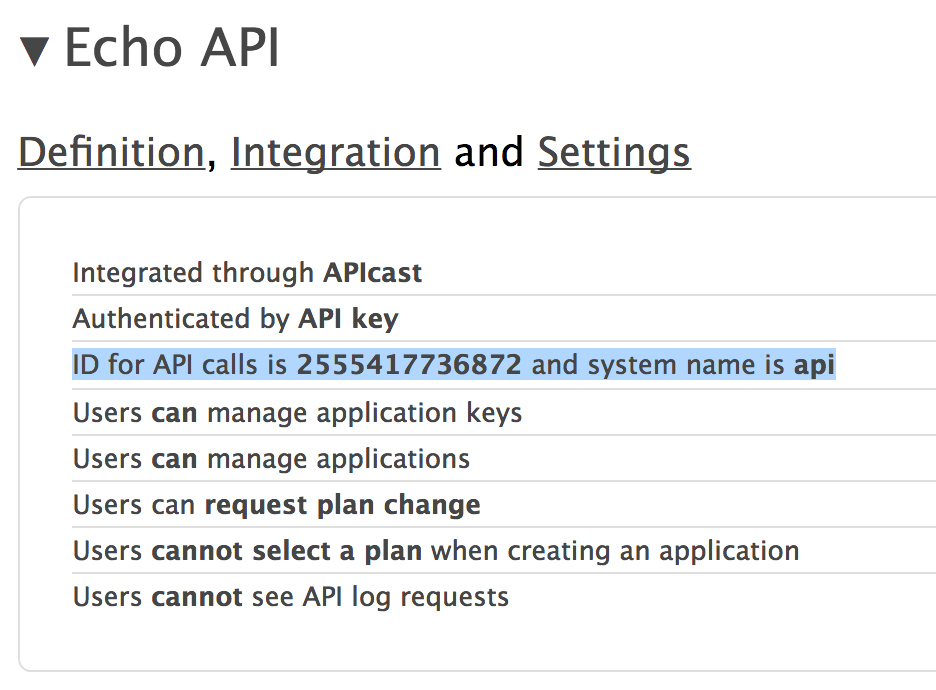 ▼ Echo API
Definition, Integration and Settings
Integrated through APIcast
Authenticated by API key
ID for API calls is 2555417736872 and system name is api
Users can manage application keys
Users can manage applications
Users can request plan change
Users cannot select a plan when creating an application
Users cannot see API log requests